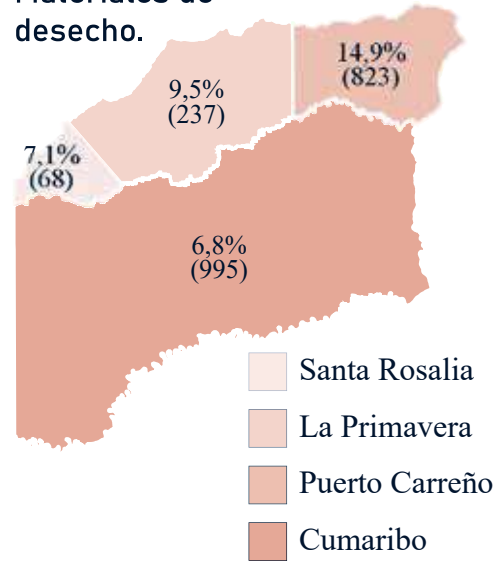 desecho.
14,9%
(823)
9,5%
(237)
7,1%
(68)
6,8%
(995)
Santa Rosalia
La Primavera
Puerto Carreño
Cumaribo